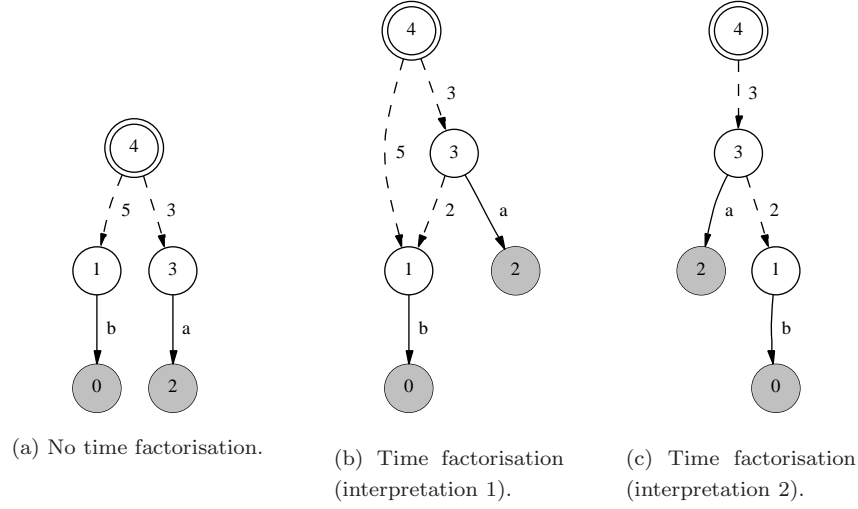 4
5
3
1
3
b
a
0
2
(a) No time factorisation.
4
3
5
3
2
a
1
2
b
0
(b) Time factorisation
(interpretation 1).
4
3
3
a
2
2
1
b
0
(c) Time factorisation
(interpretation 2).